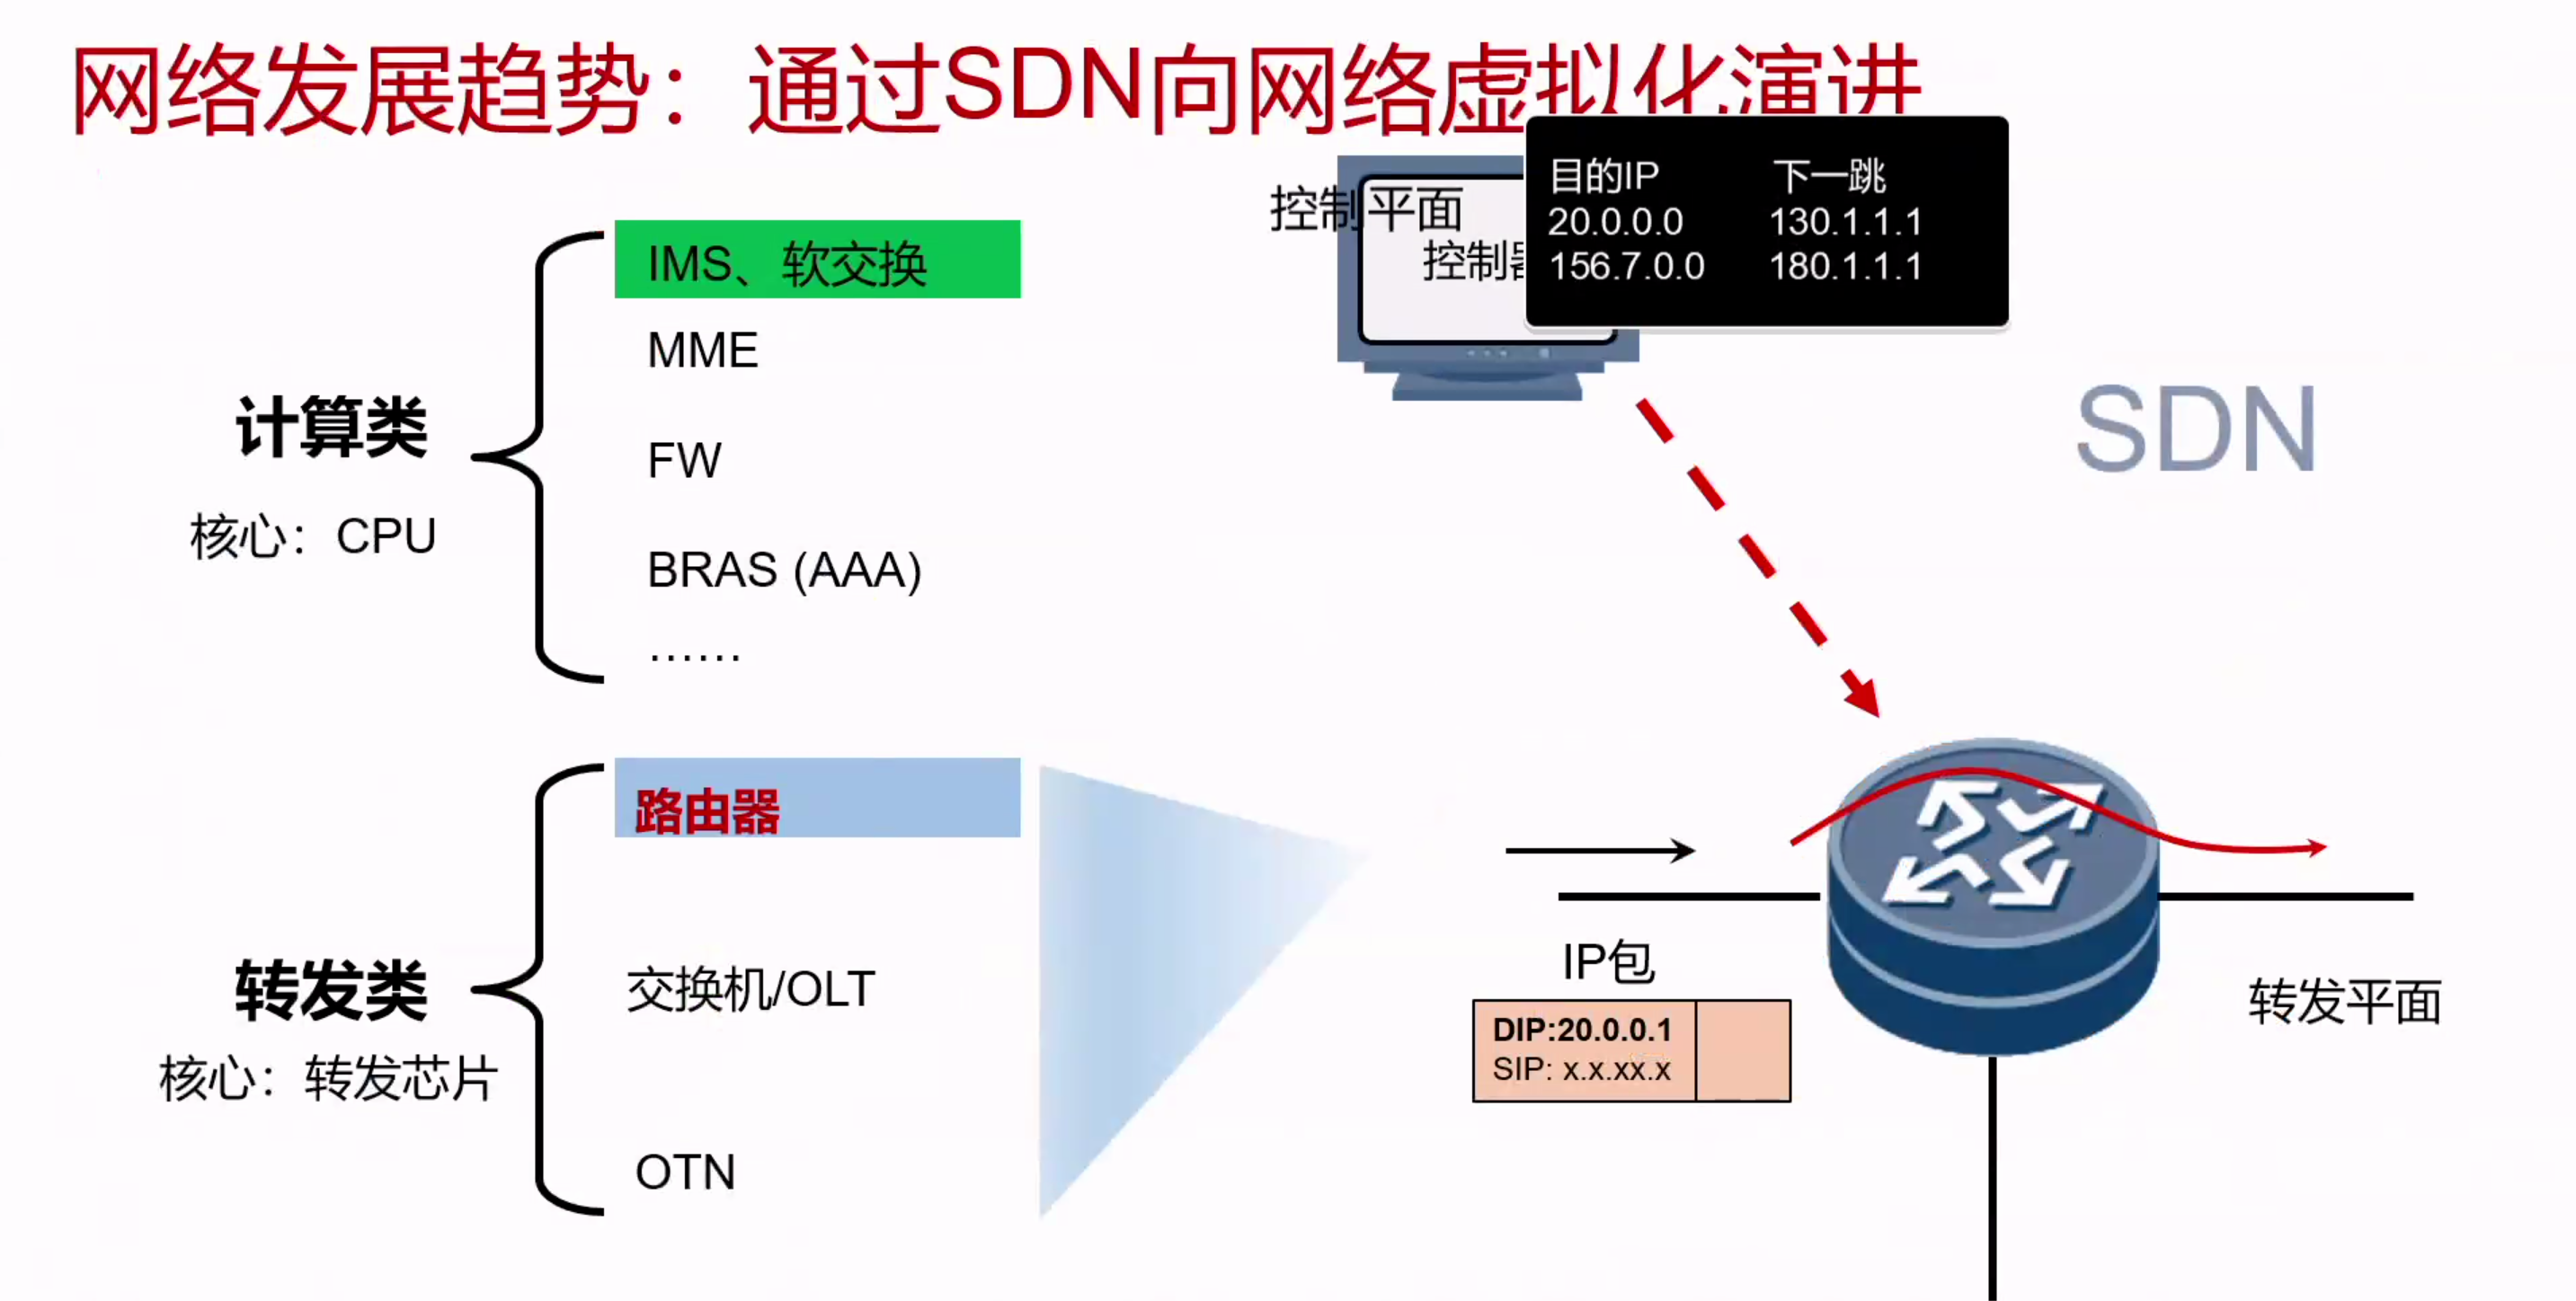 网络发展趋势：通过SDN向网络虚拟化演进
计算类
核心：CPU
IMS、软交换
MME
FW
BRAS (AAA)
……
转发类
核心：转发芯片
路由器
交换机/OLT
OTN
控制平面
控制器
目的IP 下一跳
20.0.0.0 130.1.1.1
156.7.0.0 180.1.1.1
SDN
IP包
DIP:20.0.0.1
SIP: x.x.xx.x
转发平面